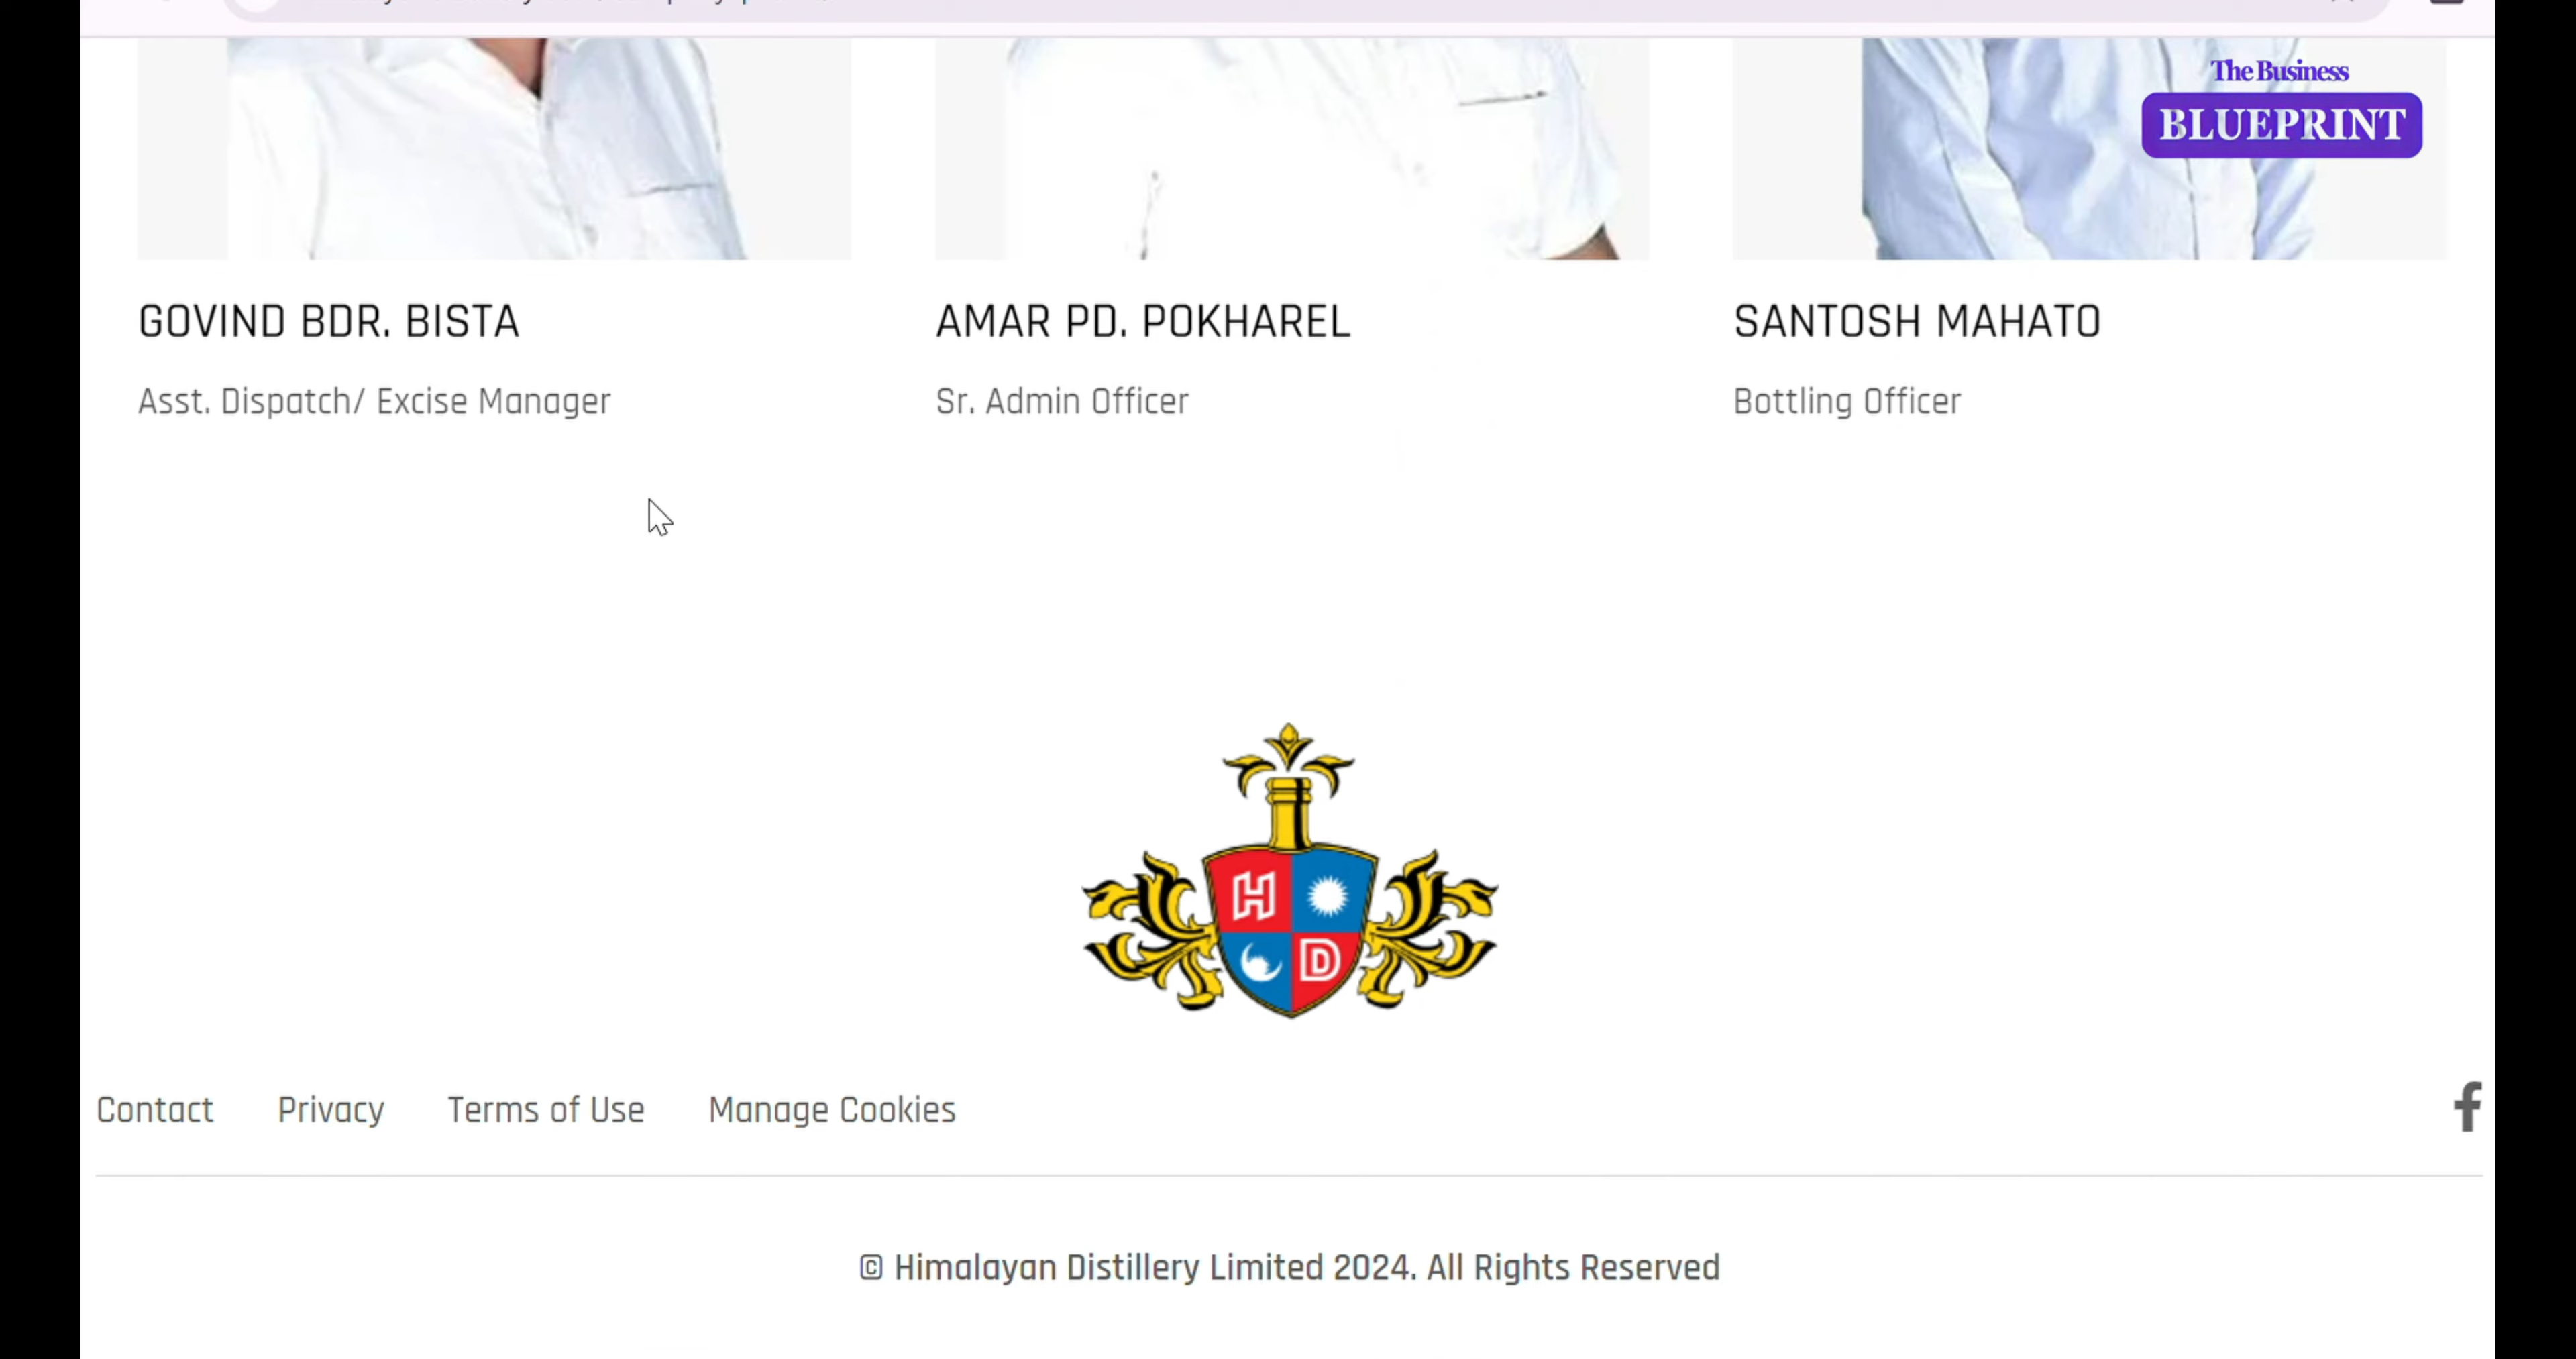 The Business
BLUEPRINT
GOVIND BDR. BISTA
Asst. Dispatch/ Excise Manager
AMAR PD. POKHAREL
Sr. Admin Officer
SANTOSH MAHATO
Bottling Officer
H
D
Contact
Privacy
Terms of Use
Manage Cookies
© Himalayan Distillery Limited 2024. All Rights Reserved